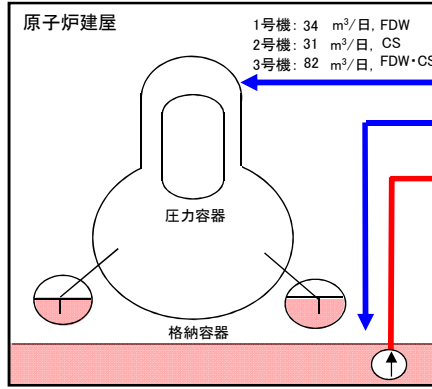 原子炉建屋
1号機: 34 m³/日, FDW
2号機: 31 m³/日, CS
3号機: 82 m³/日, FDW・CS
圧力容器
格納容器